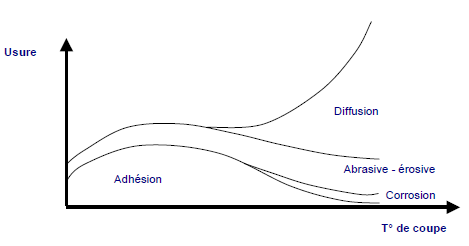 Usure
Diffusion
Abrasive - érosive
Adhésion
Corrosion
T° de coupe